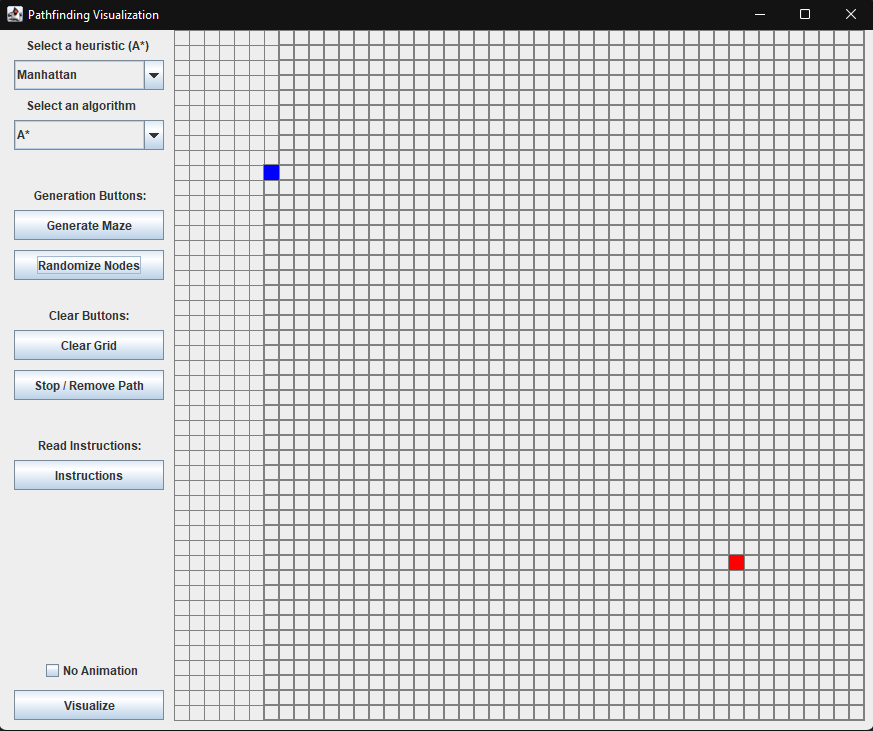 Pathfinding Visualization
Select a heuristic (A*)
Manhattan
Select an algorithm
A*
Generation Buttons:
Generate Maze
Randomize Nodes
Clear Buttons:
Clear Grid
Stop / Remove Path
Read Instructions:
Instructions
No Animation
Visualize